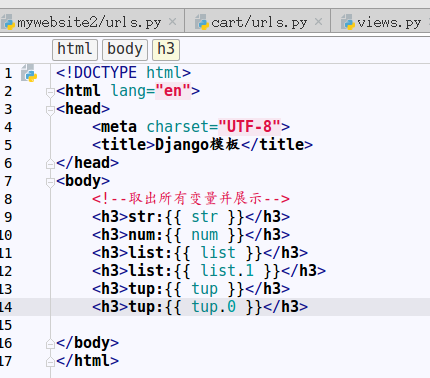 mywebsite2/urls.py × cart/urls.py × views.py ×
html body h3
1 <!DOCTYPE html>
2 <html lang="en">
3 <head>
4 <meta charset="UTF-8">
5 <title>Django模板</title>
6 </head>
7 <body>
8 <!--取出所有变量并展示-->
9 <h3>str:{{ str }}</h3>
10 <h3>num:{{ num }}</h3>
11 <h3>list:{{ list }}</h3>
12 <h3>list:{{ list.1 }}</h3>
13 <h3>tup:{{ tup }}</h3>
14 <h3>tup:{{ tup.0 }}</h3>
15
16 </body>
17 </html>